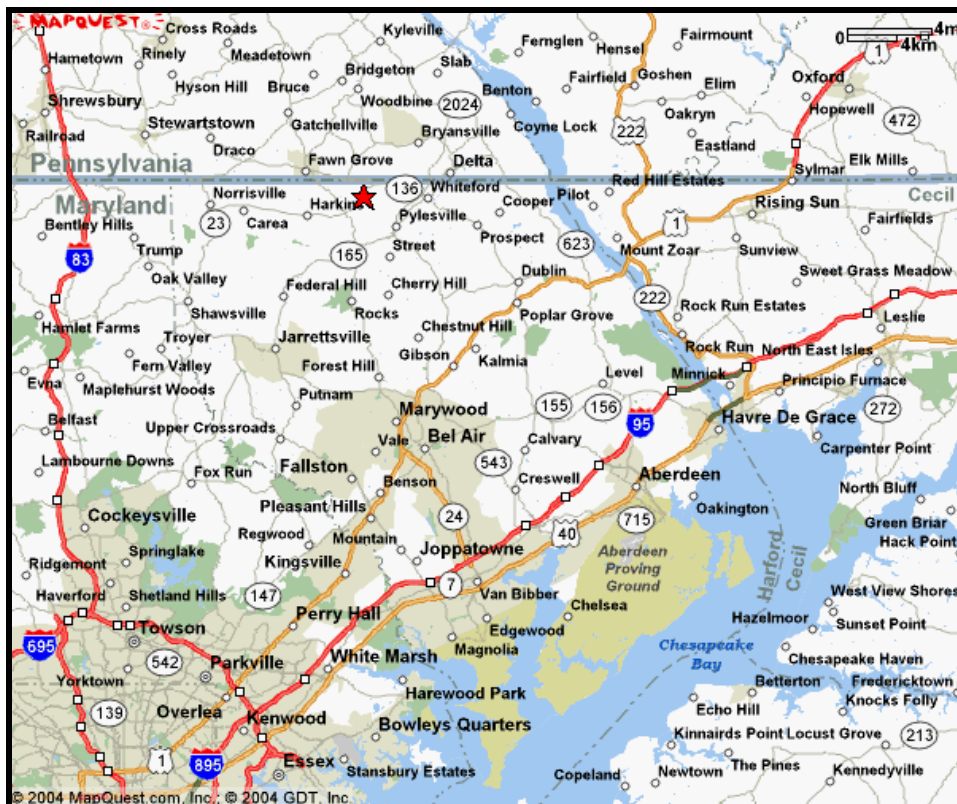 MAPQUEST
Cross Roads
Kyleville
Fernglen
Fairmount
0 4m
4km
1
Rinely
Meadowtown
Slab
Hensel
Hametown
Bridgeton
Goshen
Hyson Hill
Bruce
Fairfield
Elim
Oxford
Woodbine
Benton
Shrewsbury
2024
Oakryn
Hopewell
Gatchellville
Coyne Lock
472
Stewartstown
Bryansville
222
Railroad
Eastland
Draco
Pennsylvania
Fawn Grove
Delta
Elk Mills
Sylmar
Norrisville
136
Whiteford
Red Hill Estates
Cecil
Maryland
Pilot
Harkins
Cooper
Rising Sun
23
Carea
Pylesville
1
Fairfields
Bentley Hills
Street
Prospect
623
Trump
Mount Zoar
Sunview
83
165
Oak Valley
Dublin
Sweet Grass Meadow
Federal Hill
Cherry Hill
222
Shawsville
Rocks
Poplar Grove
Rock Run Estates
Hamlet Farms
Chestnut Hill
Leslie
Troyer
Jarrettsville
Rock Run
Gibson
Kalmia
North East Isles
Fern Valley
Forest Hill
Level
Minnick
Evna
Maplehurst Woods
Principio Furnace
Putnam
Marywood
155
156
272
Belfast
95
Havre De Grace
Upper Crossroads
Vale
Bel Air
Calvary
Carpenter Point
Lambourne Downs
Fox Run
Fallston
543
Creswell
Aberdeen
Benson
North Bluff
Pleasant Hills
Oakington
Cockeysville
24
715
Green Briar
Regwood
Mountain
40
Hack Point
Springlake
Joppatowne
Aberdeen
Proving
Ground
Harford
Cecil
Ridgemont
Kingsville
7
Haverford
Shetland Hills
147
Van Bibber
West View Shores
Perry Hall
Chelsea
Hazelmoor
Towson
Edgewood
Sunset Point
695
542
Parkville
White Marsh
Magnolia
Chesapeake
Bay
Chesapeake Haven
Yorktown
Betterton
Fredericktown
Harewood Park
139
Overlea
Echo Hill
Knocks Folly
Kenwood
Bowleys Quarters
Kinnairds Point
Locust Grove
213
1
895
Essex
Stansbury Estates
The Pines
Copeland
Newtown
Kennedyville
© 2004 MapQuest.com, Inc.; © 2004 GDT, Inc.